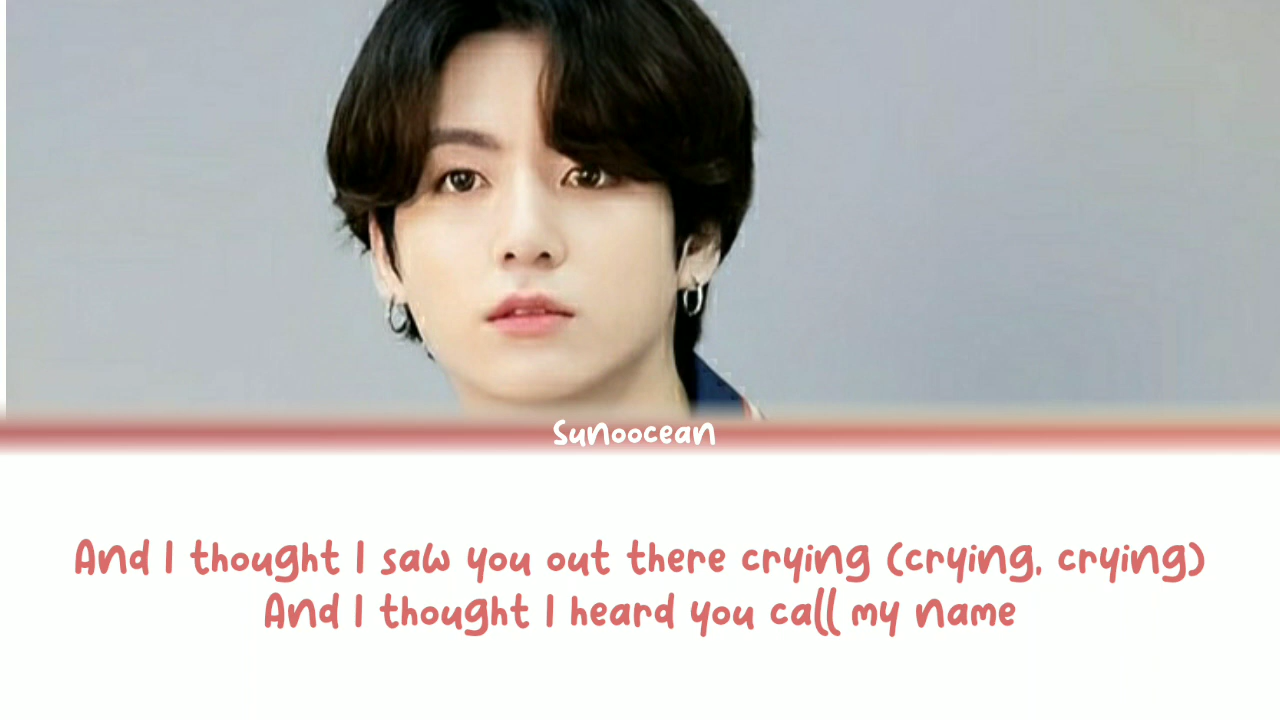 Sunoocean
And I thought I saw you out there crying (crying, crying)
And I thought I heard you call my name